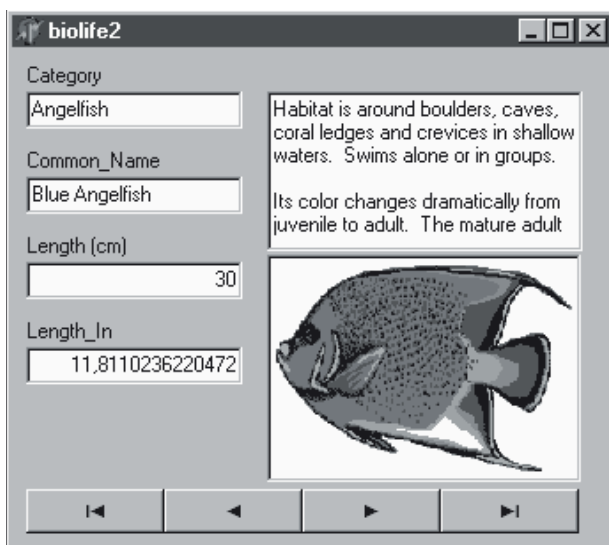 biolife2
Category
Angelfish
Common_Name
Blue Angelfish
Length (cm)
30
Length_In
11,8110236220472
Habitat is around boulders, caves,
coral ledges and crevices in shallow
waters.  Swims alone or in groups.
Its color changes dramatically from
juvenile to adult.  The mature adult